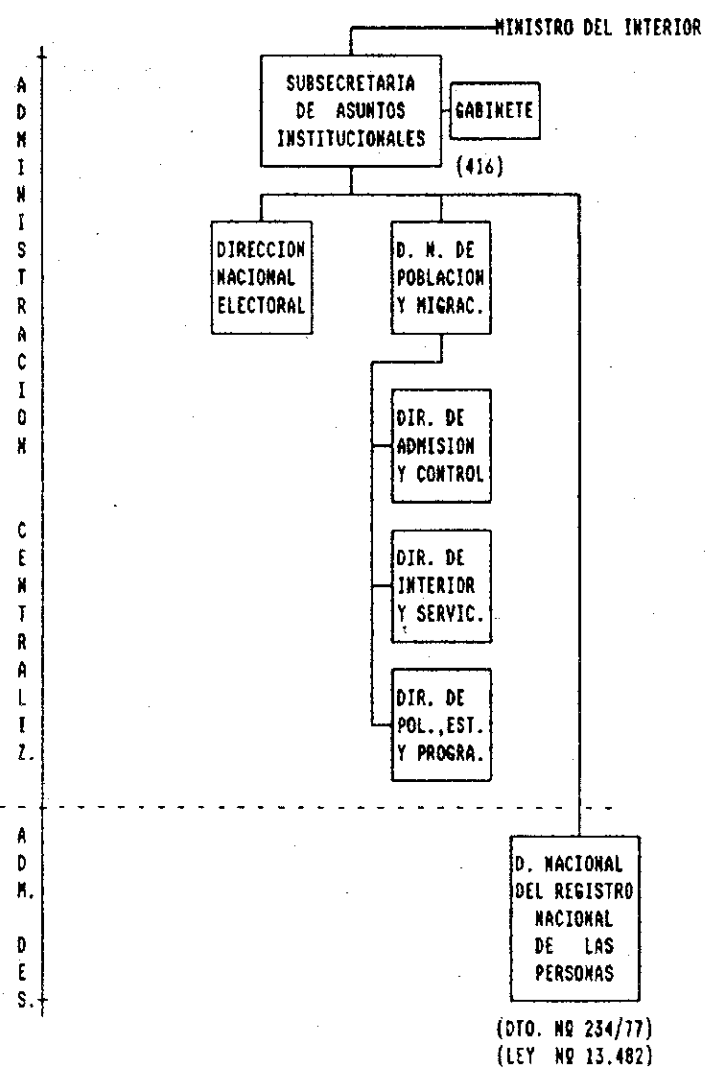 MINISTRO DEL INTERIOR
SUBSECRETARIA
DE ASUNTOS
INSTITUCIONALES
GABINETE
(416)
DIRECCION
NACIONAL
ELECTORAL
D. N. DE
POBLACION
Y MIGRAC.
DIR. DE
ADMISION
Y CONTROL
DIR. DE
INTERIOR
Y SERVIC.
DIR. DE
POL.,EST.
Y PROGRA.
D. NACIONAL
DEL REGISTRO
NACIONAL
DE LAS
PERSONAS
(DTO. Nº 234/77)
(LEY Nº 13.482)
ADMINISTRACION CENTRALIZ.
ADM. DES.